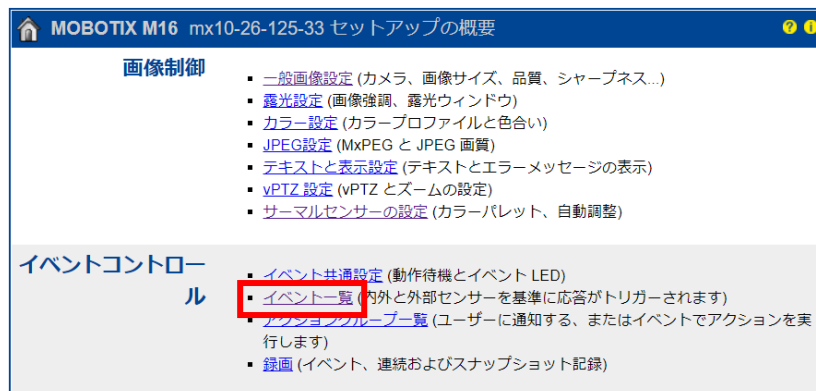 MOBOTIX M16 mx10-26-125-33 セットアップの概要
画像制御
一般画像設定 (カメラ、画像サイズ、品質、シャープネス...)
露光設定 (画像強調、露光ウィンドウ)
カラー設定 (カラープロファイルと色合い)
JPEG設定 (MxPEG と JPEG 画質)
テキストと表示設定 (テキストとエラーメッセージの表示)
vPTZ 設定 (vPTZ とズームの設定)
サーマルセンサーの設定 (カラーパレット、自動調整)
イベントコントロー
ル
イベント共通設定 (動作待機とイベント LED)
イベント一覧 (内外と外部センサーを基準に応答がトリガーされます)
アクショングループ一覧 (ユーザーに通知する、またはイベントでアクションを実
行します)
録画 (イベント、連続およびスナップショット記録)